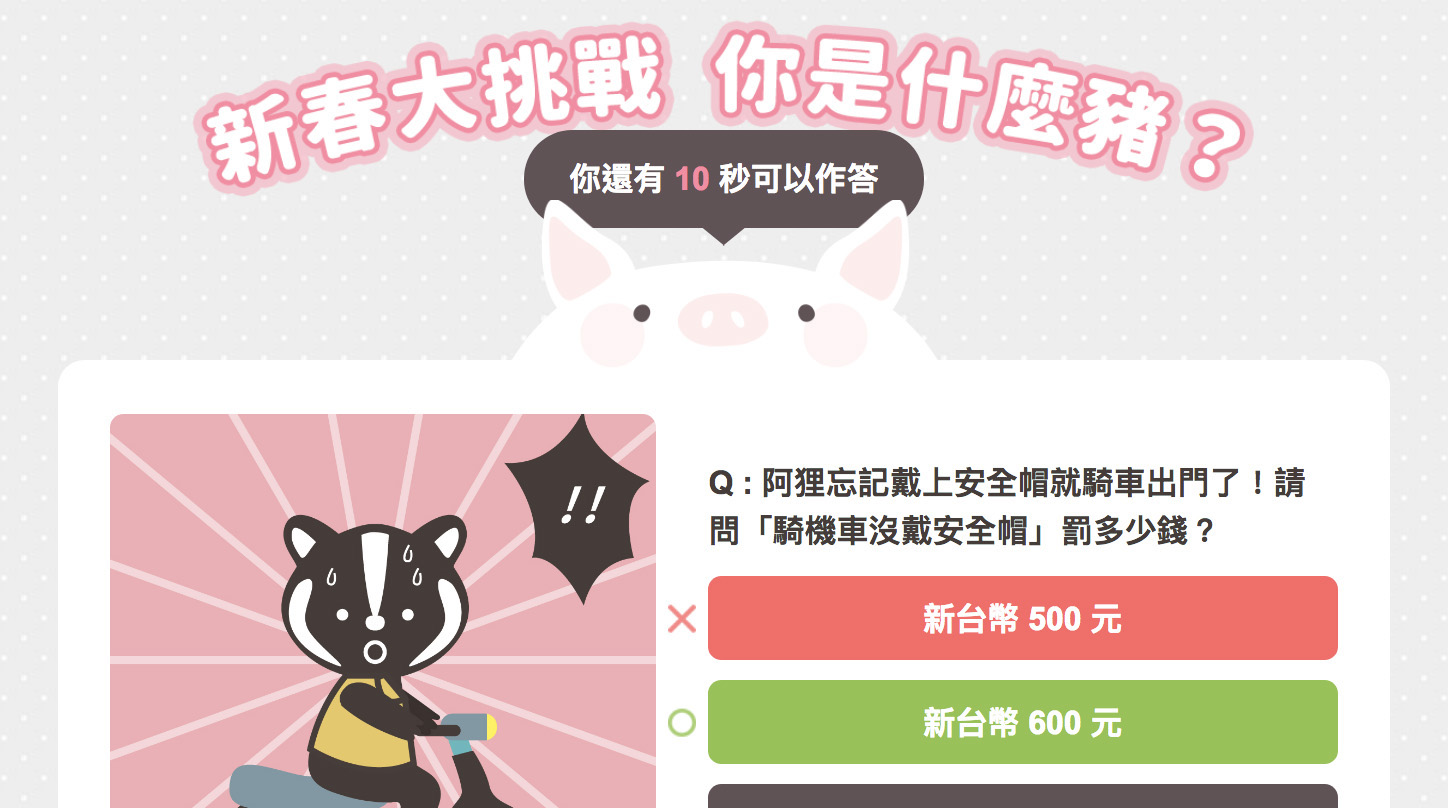 新春大挑戰 你是什麼豬?
你還有 10 秒可以作答
!!
Q : 阿狸忘記戴上安全帽就騎車出門了！請
問「騎機車沒戴安全帽」罰多少錢？
新台幣 500 元
新台幣 600 元